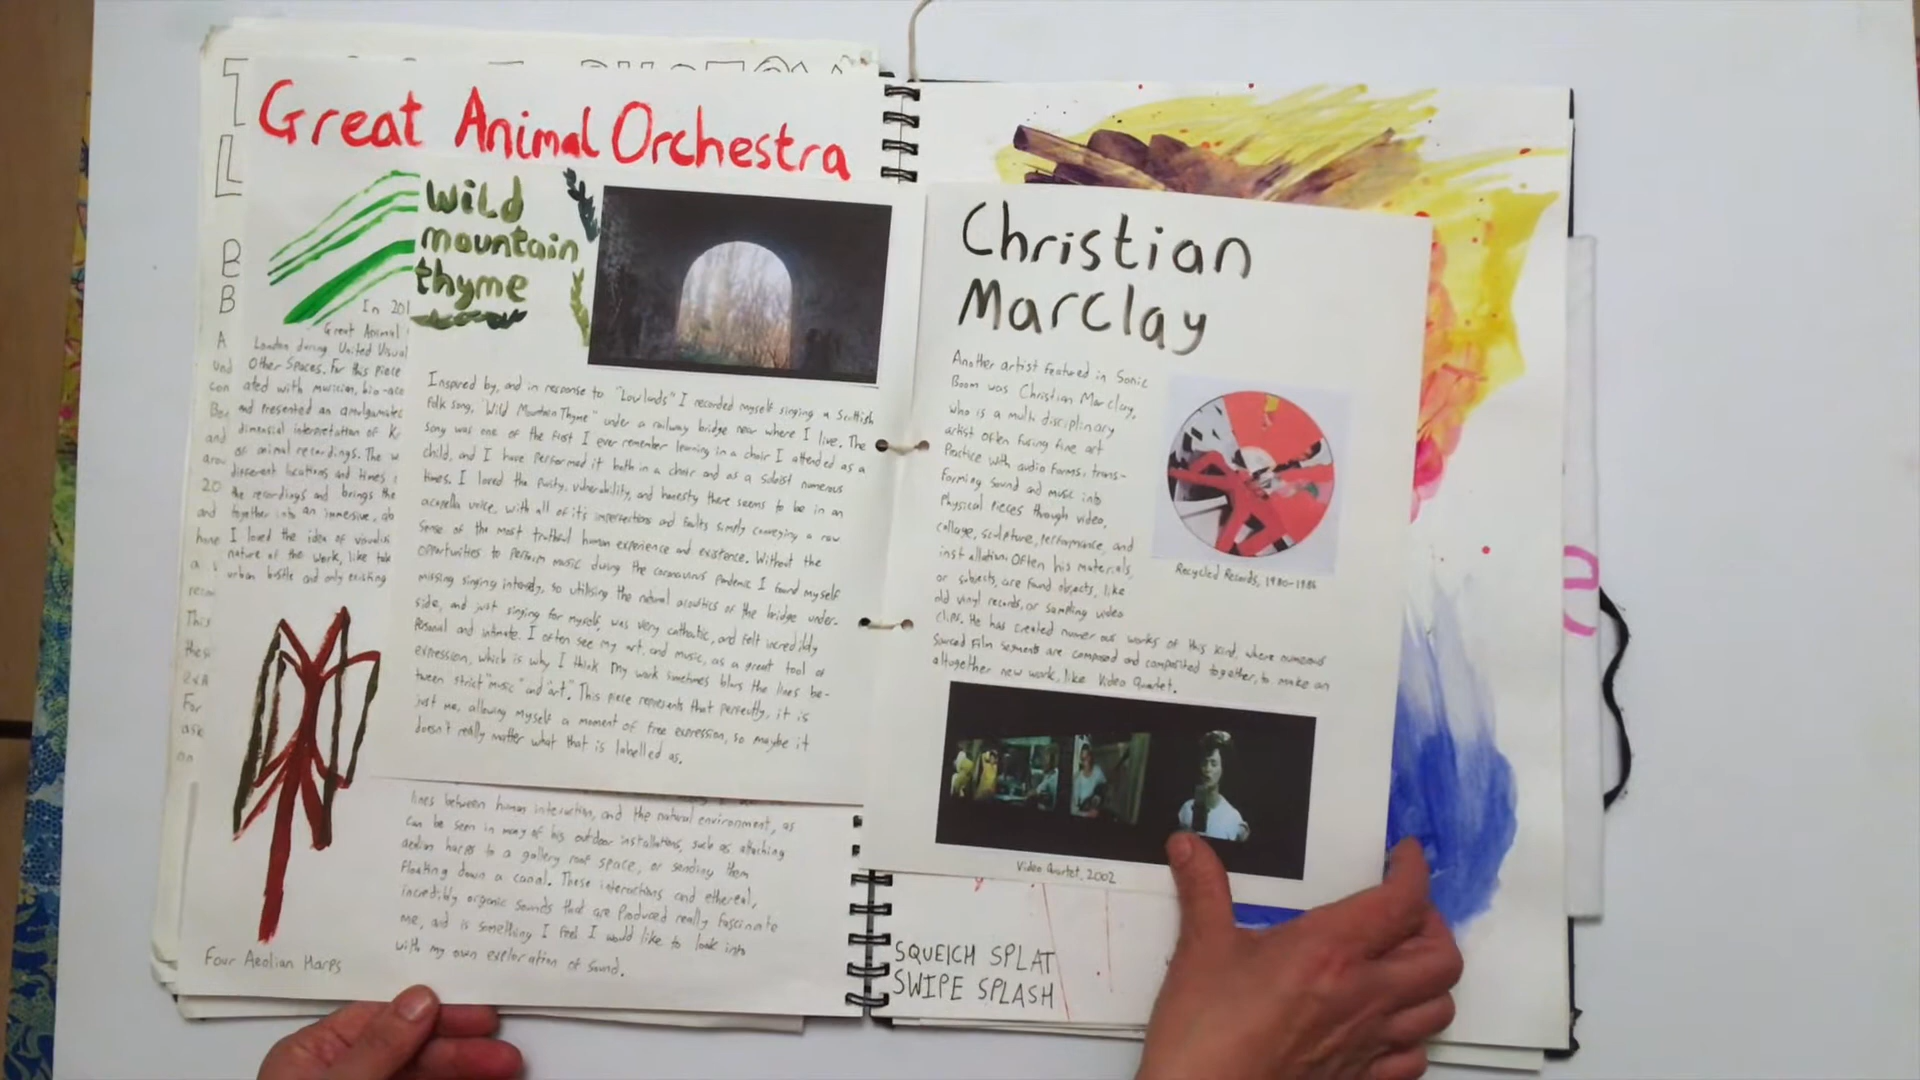 Great Animal Orchestra
Wild
mountain
thyme
In 201
Great Animal
London during United Visual
Other Spaces. For this piece
ated with musician, bio-aco
and presented an amalgamated
dimensial interpretation of Kr
of animal recordings. The w
different locations and times
the recordings and brings the
together into an immersive, ab
I loved the idea of visualisi
nature of the work, like tak
urban bustle and only existing
Inspired by, and in response to "Lowlands" I recorded myself singing a Scottish
Folk song, "Wild Mountain Thyme" under a railway bridge near where I live. The
song was one of the first I ever remember learning in a choir I attended as a
child, and I have performed it both in a choir and as a soloist numerous
times. I loved the purity, vulnerability, and honesty there seems to be in an
acapella voice, with all of it's imperfections and faults simply conveying a raw
sense of the most truthful human experience and existence. Without the
opportunities to perform music during the coronavirus pandemic I found myself
missing singing intensely, so utilising the natural acoustics of the bridge under-
side, and just singing for myself, was very cathartic, and felt incredibly
Personal and intimate. I often see my art, and music, as a great tool of
expression, which is why I think my work sometimes blurs the lines be-
tween strict "music" and "art". This piece represents that perfectly, it is
just me, allowing myself a moment of free expression, so maybe it
doesn't really matter what that is labelled as.
lines between human interaction, and the natural environment, as
can be seen in many of his outdoor installations, such as attaching
aeolian harps to a gallery roof space, or sending them
floating down a canal. These interactions and ethereal,
incredibly organic sounds that are produced really fascinate
me, and is something I feel I would like to look into
with my own exploration of sound.
Four Aeolian Harps
Christian
Marclay
Another artist featured in Sonic
Boom was Christian Marclay,
who is a multi disciplinary
artist often fusing fine art
Practice with audio forms, trans-
forming sound and music into
Physical pieces through video,
collage, sculpture, performance, and
installation. Often his materials,
or subjects, are found objects, like
old vinyl records, or sampling video
clips. He has created numerous works of this kind, where numerous
sourced film segments are composed and composited together, to make an
altogether new work, like Video Quartet.
Recycled Records, 1980-1986
Video Quartet, 2002
SQUELCH SPLAT
SWIPE SPLASH